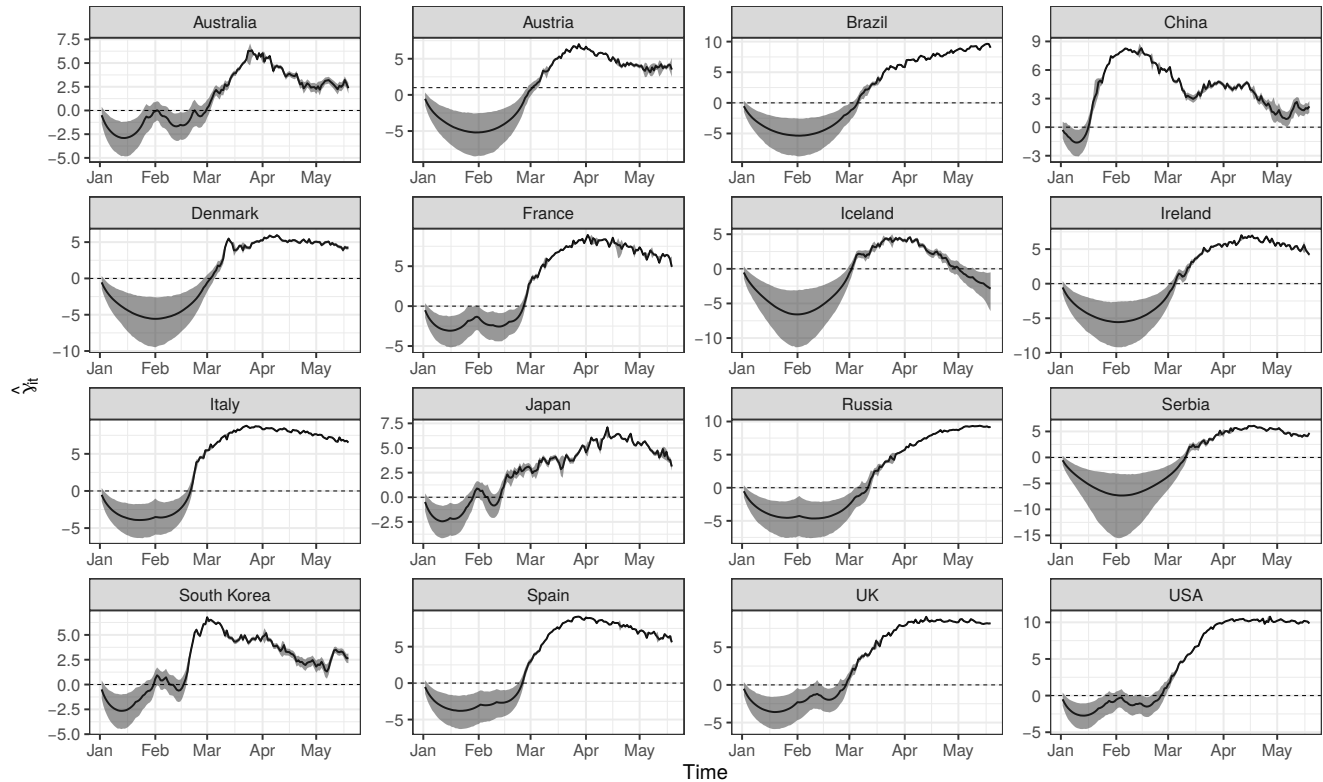 Australia Austria Brazil China
7.5 5.0 2.5 0.0 −2.5 −5.0
5 0 −5
10 5 0 −5
9 6 3 0 −3
Jan Feb Mar Apr May Jan Feb Mar Apr May Jan Feb Mar Apr May Jan Feb Mar Apr May
Denmark France Iceland Ireland
5 0 −5 −10
5 0 −5
5 0 −5 −10
5 0 −5 −10
Jan Feb Mar Apr May Jan Feb Mar Apr May Jan Feb Mar Apr May Jan Feb Mar Apr May
γ̂it
Italy Japan Russia Serbia
5 0 −5
7.5 5.0 2.5 0.0 −2.5
10 5 0 −5
5 0 −5 −10 −15
Jan Feb Mar Apr May Jan Feb Mar Apr May Jan Feb Mar Apr May Jan Feb Mar Apr May
South Korea Spain UK USA
5.0 2.5 0.0 −2.5 −5.0
5 0 −5
5 0 −5
10 5 0 −5
Jan Feb Mar Apr May Jan Feb Mar Apr May Jan Feb Mar Apr May Jan Feb Mar Apr May
Time